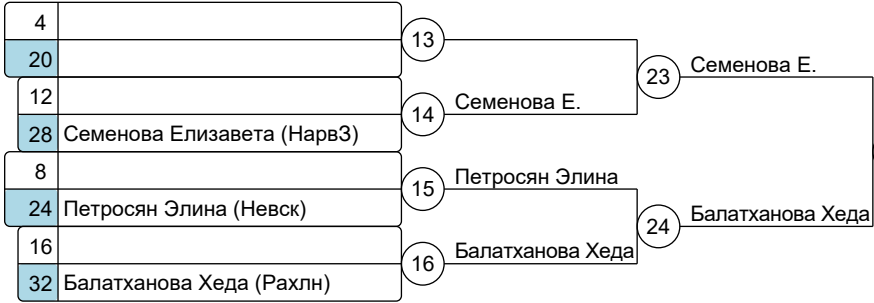 4
13
20
23 Семенова Е.
12
14 Семенова Е.
28 Семенова Елизавета (Нарв3)
8
15 Петросян Элина
24 Петросян Элина (Невск)
24 Балатханова Хеда
16
16 Балатханова Хеда
32 Балатханова Хеда (Рахлн)